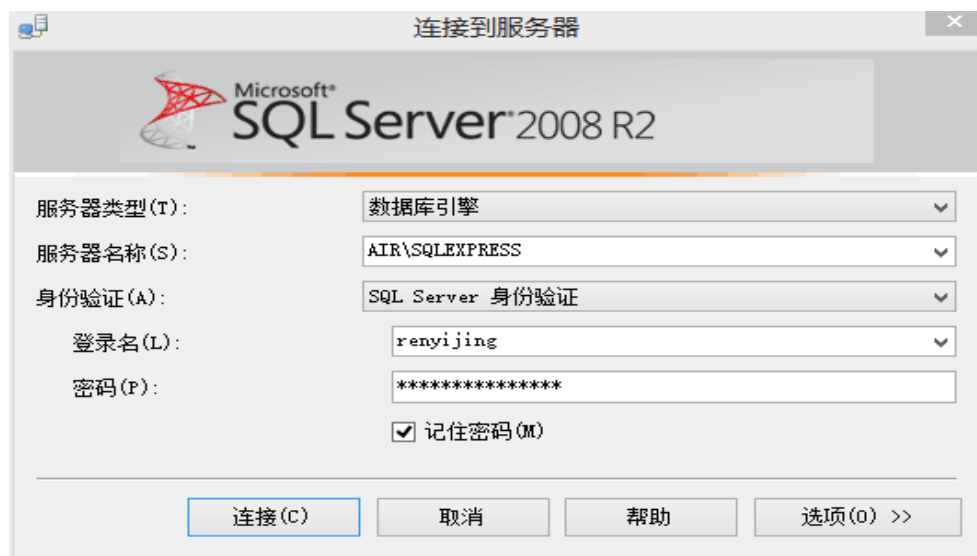 连接到服务器
Microsoft®
SQL Server® 2008 R2
服务器类型(T): 数据库引擎
服务器名称(S): AIR\SQLEXPRESS
身份验证(A): SQL Server 身份验证
登录名(L): renyijing
密码(P): ***************
记住密码(M)
连接(C) 取消 帮助 选项(O) >>